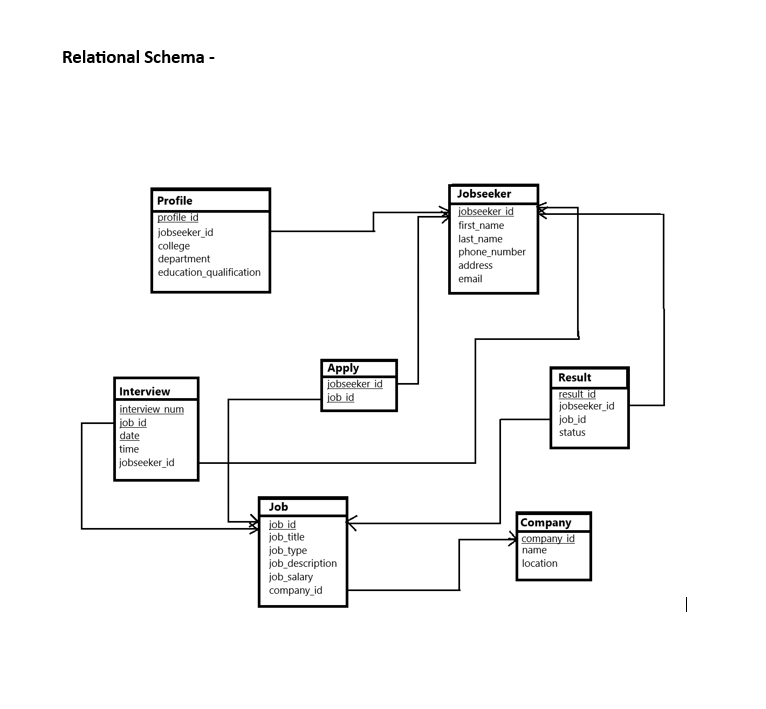 Relational Schema -
Profile
profile_id
jobseeker_id
college
department
education_qualification
Jobseeker
jobseeker_id
first_name
last_name
phone_number
address
email
Apply
jobseeker_id
job_id
Interview
interview_num
job_id
date
time
jobseeker_id
Result
result_id
jobseeker_id
job_id
status
Job
job_id
job_title
job_type
job_description
job_salary
company_id
Company
company_id
name
location